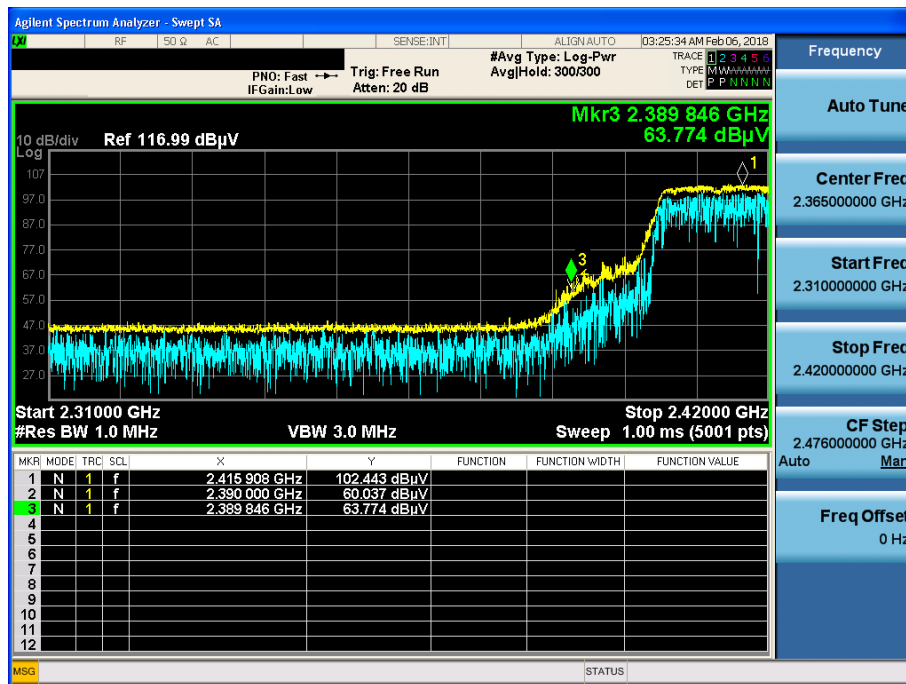 Agilent Spectrum Analyzer - Swept SA
LXI RF 50 Ω AC SENSE:INT ALIGN AUTO 03:25:34 AM Feb 06, 2018
PNO: Fast
IFGain:Low
Trig: Free Run
Atten: 20 dB
#Avg Type: Log-Pwr
Avg|Hold: 300/300
TRACE 1 2 3 4 5 6
TYPE M
DET P P N N N N
Mkr3 2.389 846 GHz
63.774 dBµV
10 dB/div Ref 116.99 dBµV
Log
107
97.0
87.0
77.0
67.0
57.0
47.0
37.0
27.0
1
3
Start 2.31000 GHz Stop 2.42000 GHz
#Res BW 1.0 MHz VBW 3.0 MHz Sweep 1.00 ms (5001 pts)
MKR MODE TRC SCL X Y FUNCTION FUNCTION WIDTH FUNCTION VALUE
1 N 1 f 2.415 908 GHz 102.443 dBµV
2 N 1 f 2.390 000 GHz 60.037 dBµV
3 N 1 f 2.389 846 GHz 63.774 dBµV
4
5
6
7
8
9
10
11
12
MSG STATUS
Frequency
Auto Tune
Center Freq
2.365000000 GHz
Start Freq
2.310000000 GHz
Stop Freq
2.420000000 GHz
CF Step
2.476000000 GHz
Auto Man
Freq Offset
0 Hz